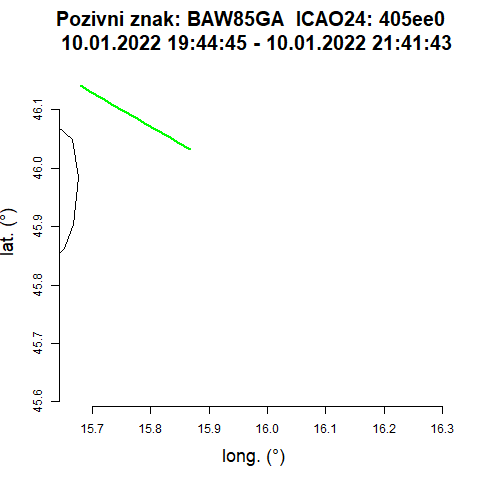 Pozivni znak: BAW85GA  ICAO24: 405ee0
10.01.2022 19:44:45 - 10.01.2022 21:41:43
46.1
46.0
45.9
45.8
45.7
45.6
lat. (°)
15.7 15.8 15.9 16.0 16.1 16.2 16.3
long. (°)